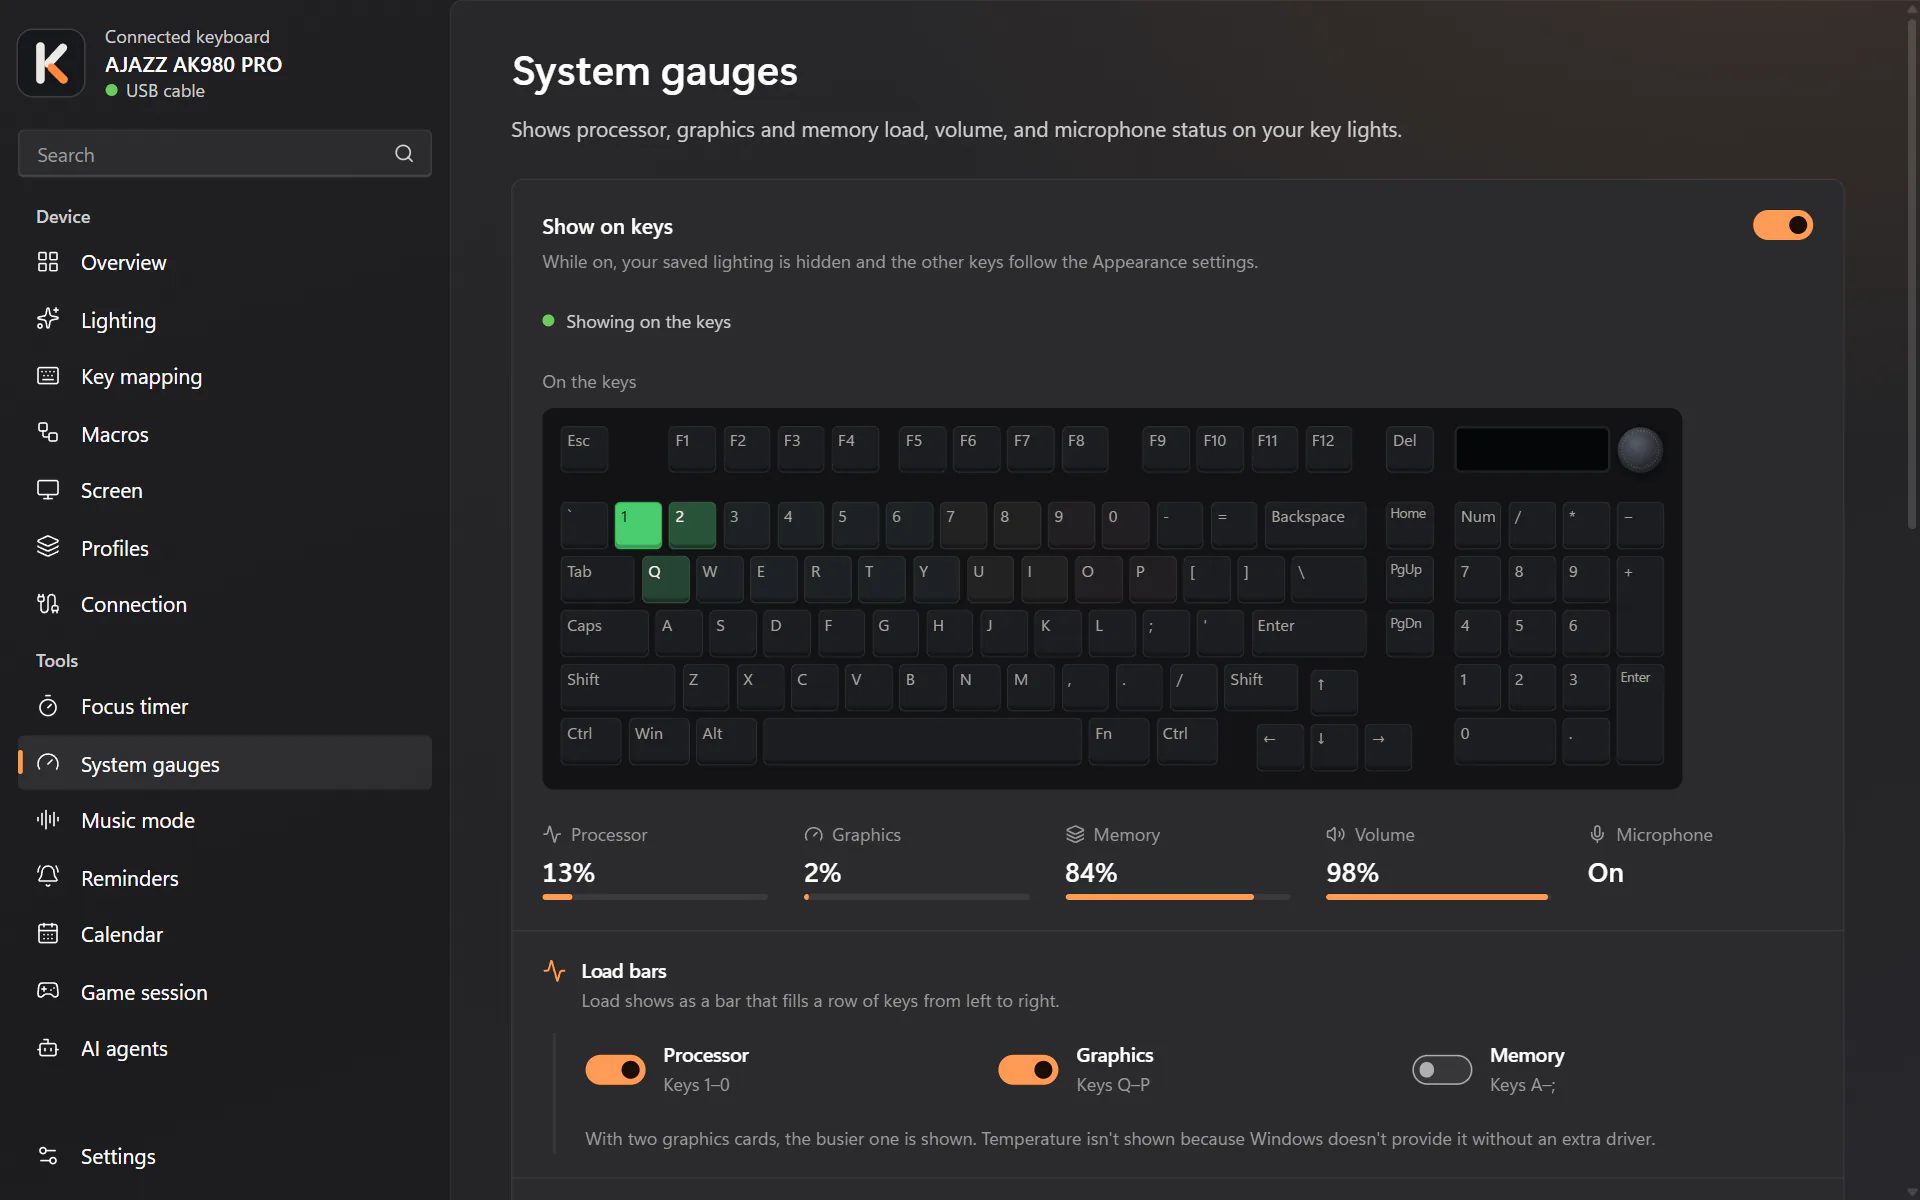 Connected keyboard
AJAZZ AK980 PRO
USB cable
Search
Device
Overview
Lighting
Key mapping
Macros
Screen
Profiles
Connection
Tools
Focus timer
System gauges
Music mode
Reminders
Calendar
Game session
AI agents
Settings
System gauges
Shows processor, graphics and memory load, volume, and microphone status on your key lights.
Show on keys
While on, your saved lighting is hidden and the other keys follow the Appearance settings.
Showing on the keys
On the keys
Esc F1 F2 F3 F4 F5 F6 F7 F8 F9 F10 F11 F12 Del
` 1 2 3 4 5 6 7 8 9 0 - = Backspace Home Num / * −
Tab Q W E R T Y U I O P [ ] \ PgUp 7 8 9 +
Caps A S D F G H J K L ; ' Enter PgDn 4 5 6
Shift Z X C V B N M , . / Shift ↑ 1 2 3 Enter
Ctrl Win Alt Fn Ctrl ← ↓ → 0 .
Processor Graphics Memory Volume Microphone
13% 2% 84% 98% On
Load bars
Load shows as a bar that fills a row of keys from left to right.
Processor Graphics Memory
Keys 1–0 Keys Q–P Keys A–;
With two graphics cards, the busier one is shown. Temperature isn't shown because Windows doesn't provide it without an extra driver.